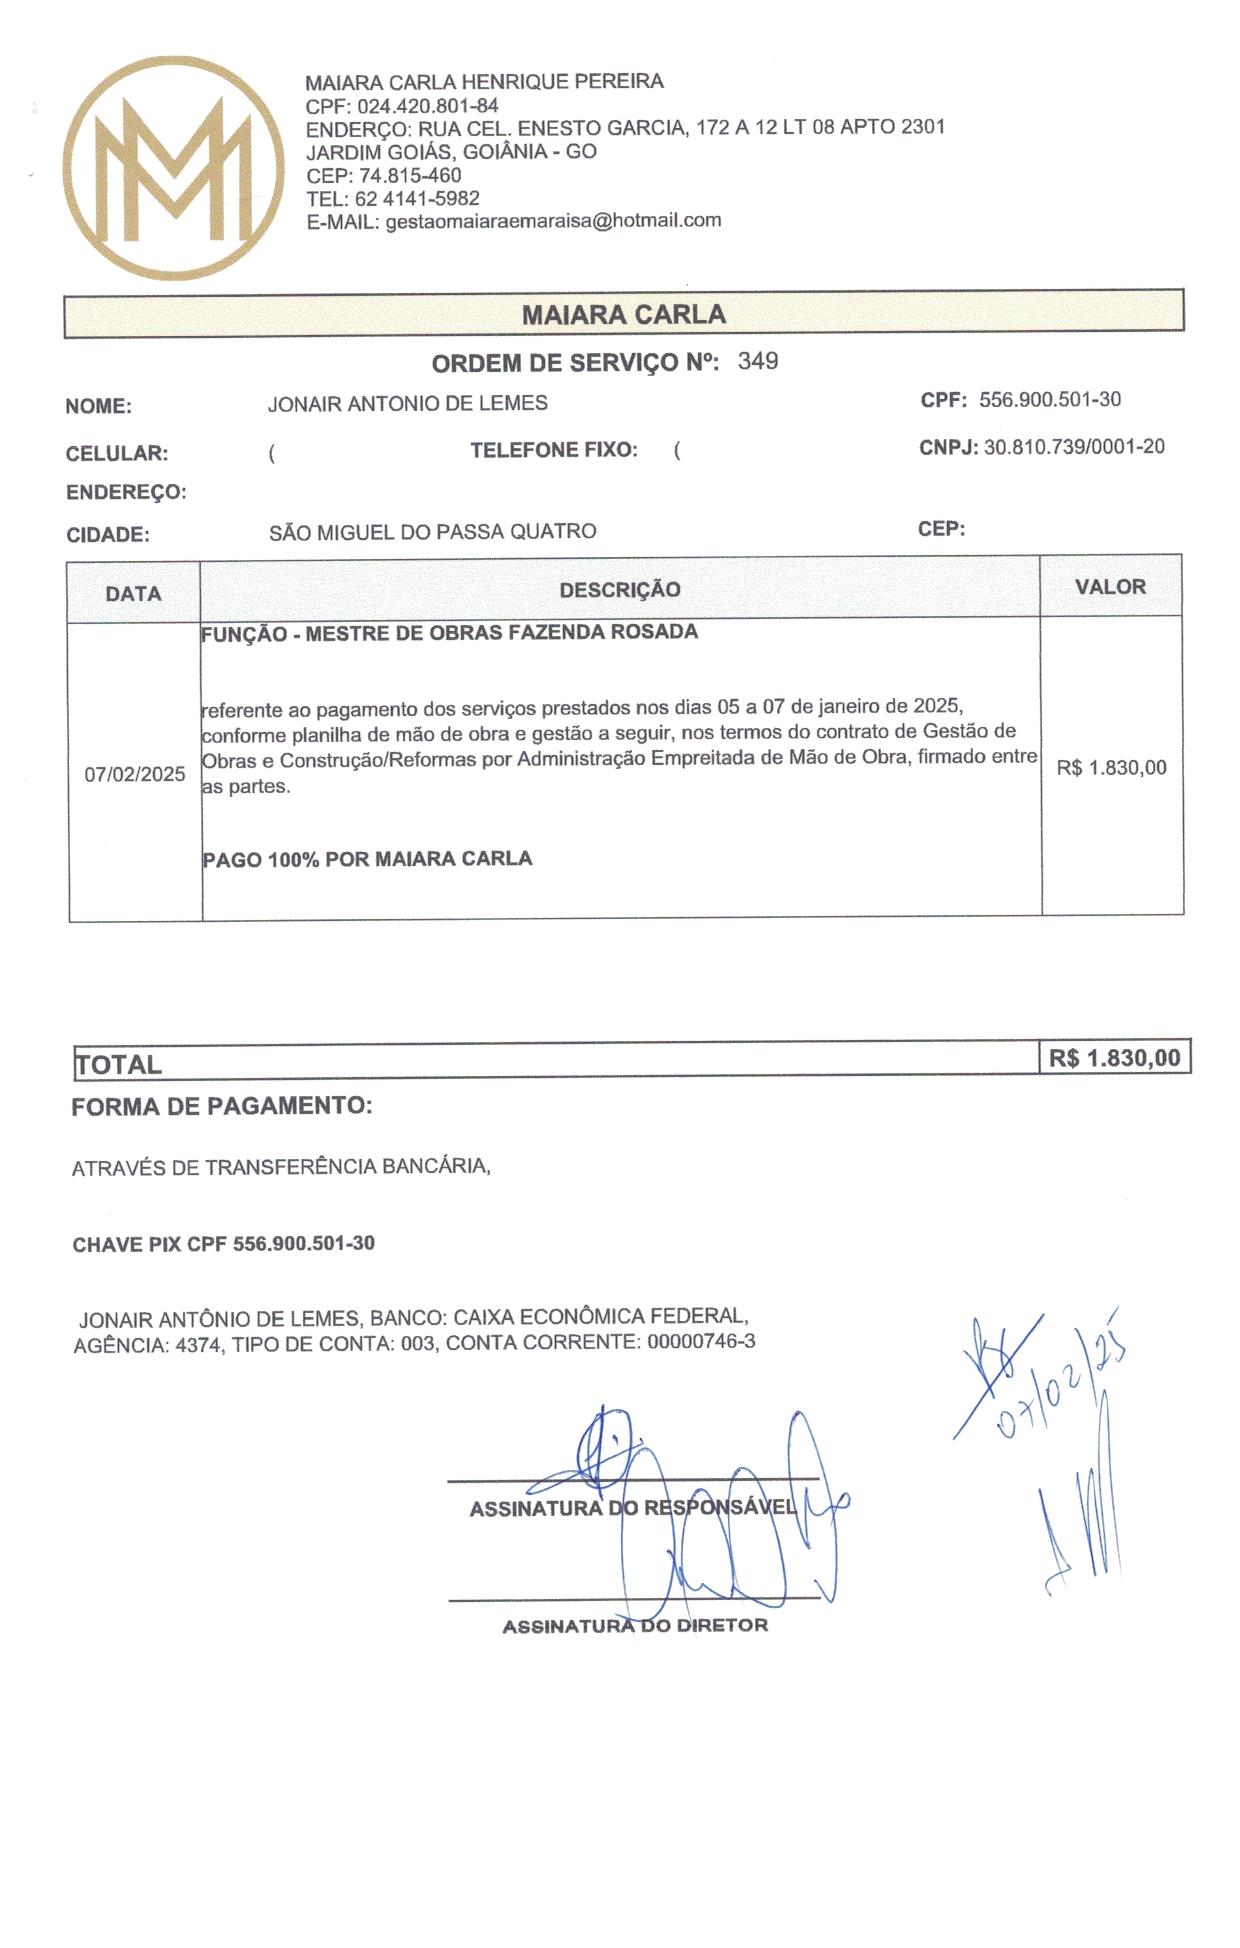 MAIARA CARLA HENRIQUE PEREIRA
CPF: 024.420.801-84
ENDERÇO: RUA CEL. ENESTO GARCIA, 172 A 12 LT 08 APTO 2301
JARDIM GOIÁS, GOIÂNIA - GO
CEP: 74.815-460
TEL: 62 4141-5982
E-MAIL: gestaomaiaraemaraisa@hotmail.com
MAIARA CARLA
ORDEM DE SERVIÇO Nº: 349
NOME: JONAIR ANTONIO DE LEMES CPF: 556.900.501-30
CELULAR: ( TELEFONE FIXO: ( CNPJ: 30.810.739/0001-20
ENDEREÇO:
CIDADE: SÃO MIGUEL DO PASSA QUATRO CEP:
DATA DESCRIÇÃO VALOR
FUNÇÃO - MESTRE DE OBRAS FAZENDA ROSADA
referente ao pagamento dos serviços prestados nos dias 05 a 07 de janeiro de 2025,
conforme planilha de mão de obra e gestão a seguir, nos termos do contrato de Gestão de
Obras e Construção/Reformas por Administração Empreitada de Mão de Obra, firmado entre
07/02/2025 as partes. R$ 1.830,00
PAGO 100% POR MAIARA CARLA
TOTAL R$ 1.830,00
FORMA DE PAGAMENTO:
ATRAVÉS DE TRANSFERÊNCIA BANCÁRIA,
CHAVE PIX CPF 556.900.501-30
JONAIR ANTÔNIO DE LEMES, BANCO: CAIXA ECONÔMICA FEDERAL,
AGÊNCIA: 4374, TIPO DE CONTA: 003, CONTA CORRENTE: 00000746-3
07/02/25
ASSINATURA DO RESPONSÁVEL
ASSINATURA DO DIRETOR